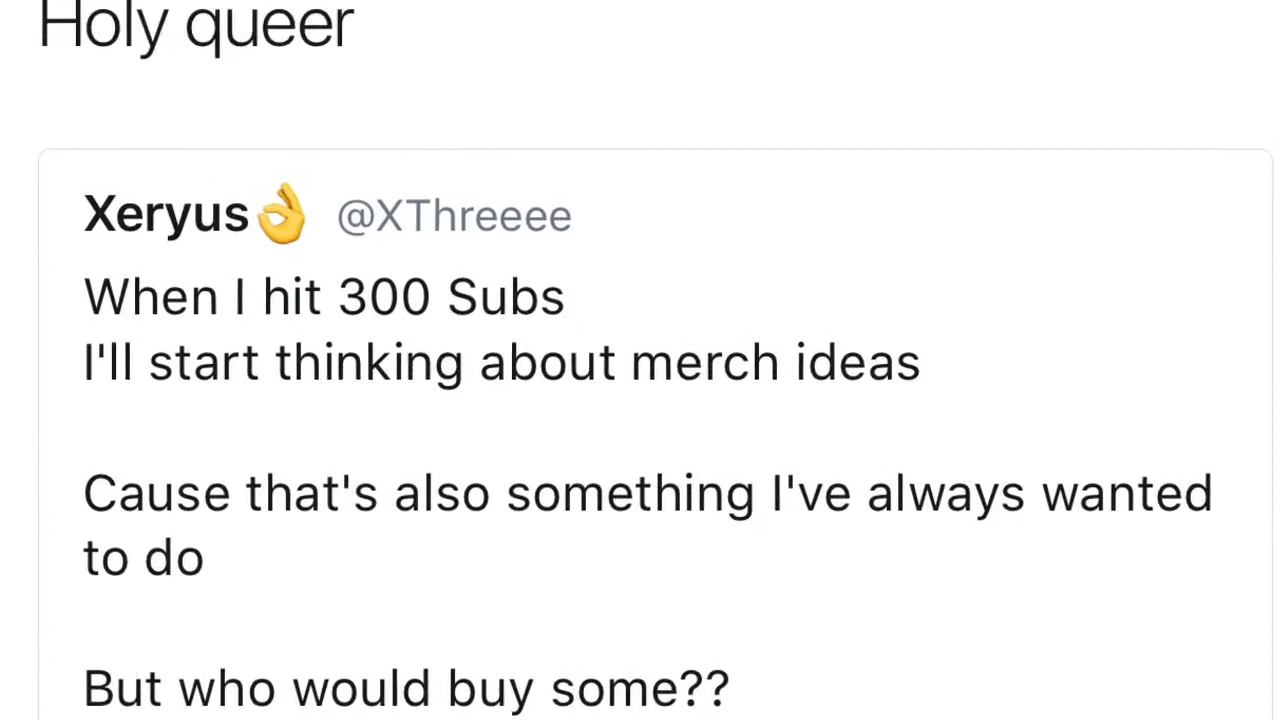 Holy queer
Xeryus👌 @XThreeee
When I hit 300 Subs
I'll start thinking about merch ideas
Cause that's also something I've always wanted
to do
But who would buy some??